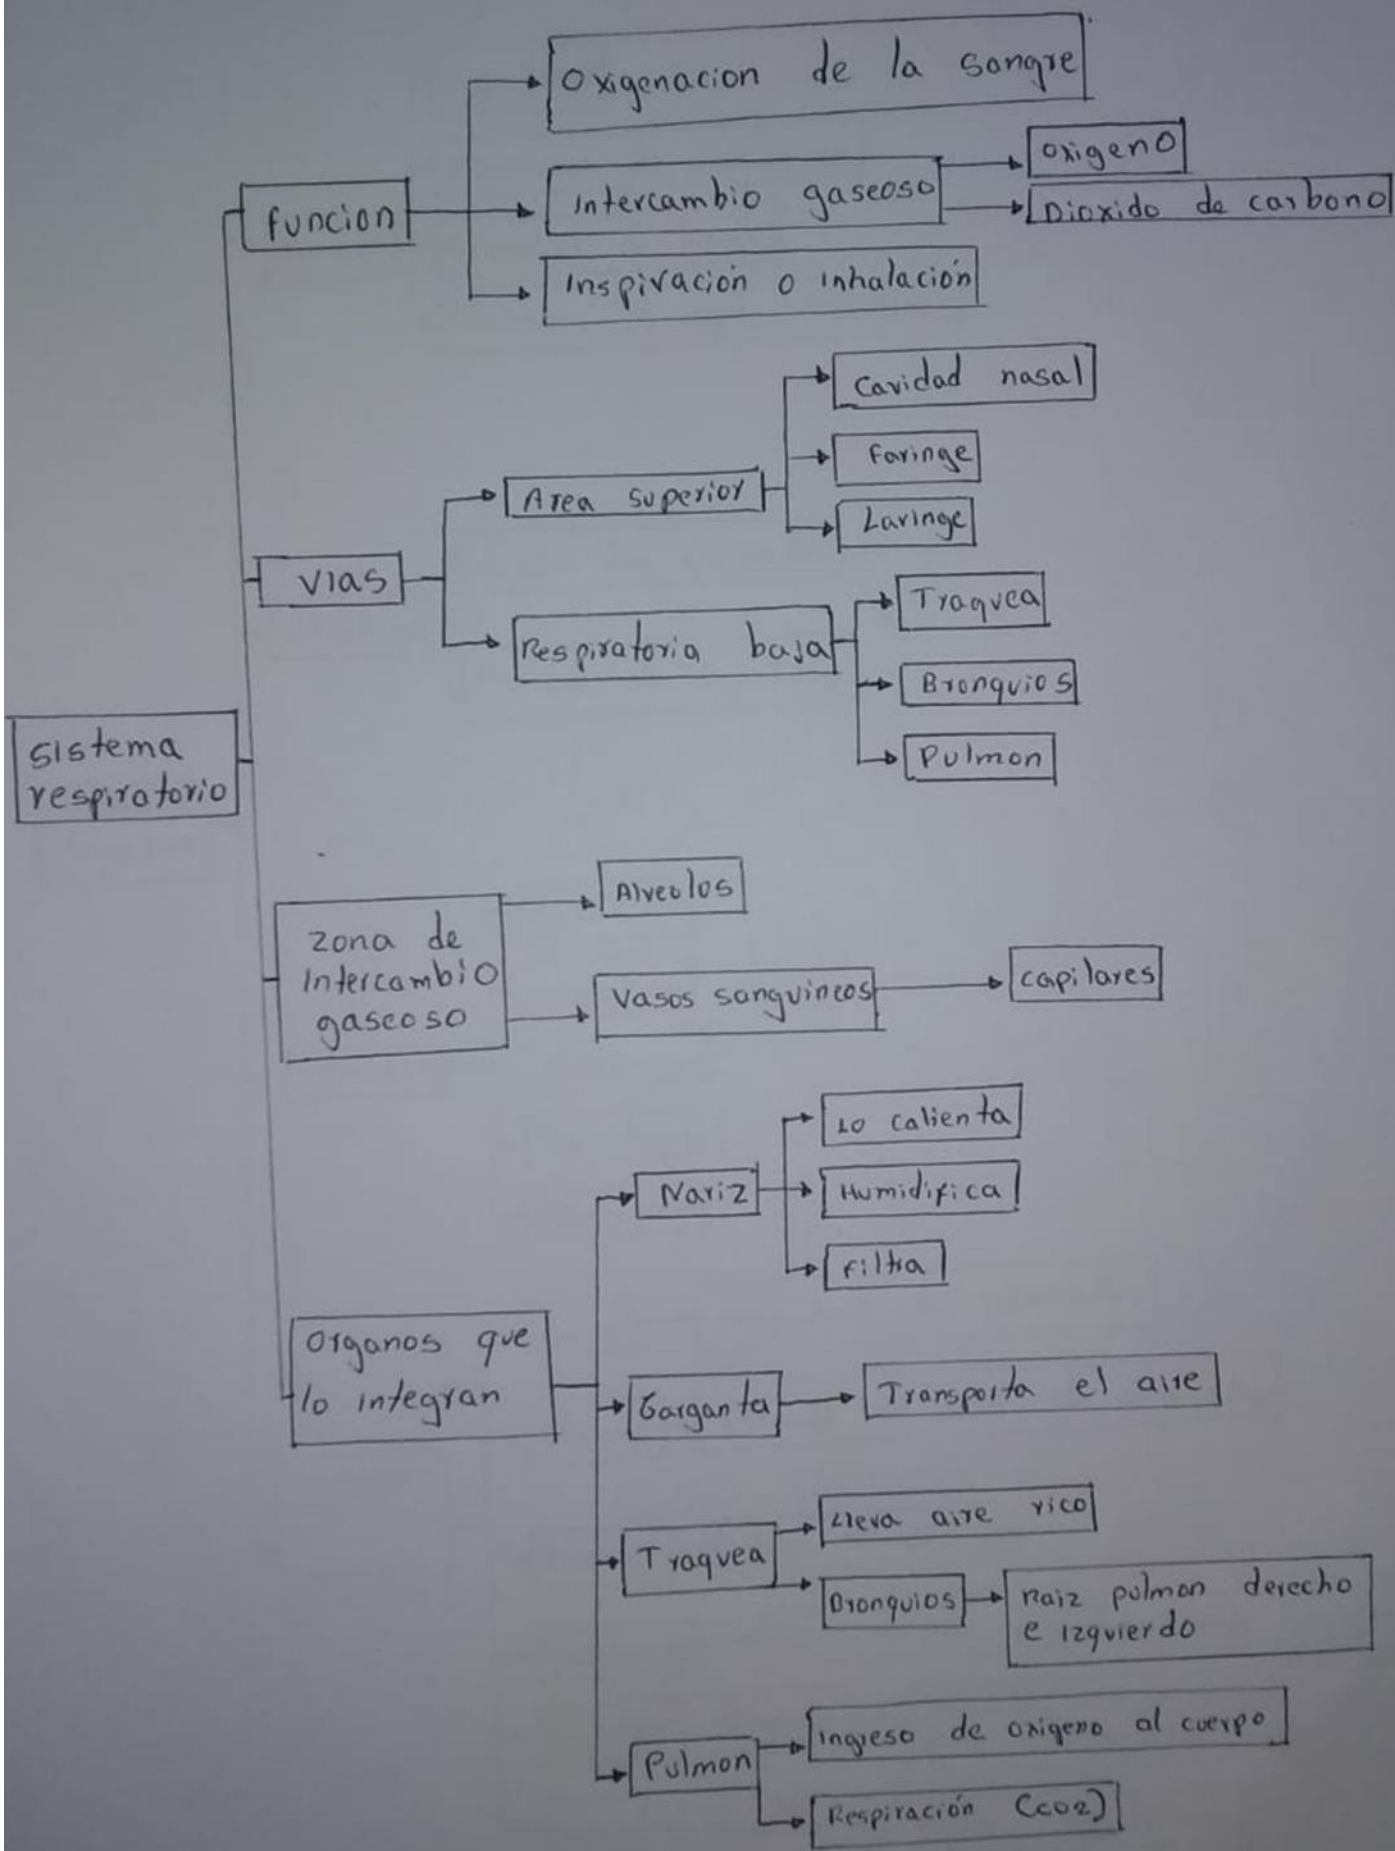 Oxigenacion de la sangre
funcion
Intercambio gaseoso
oxigeno
Dioxido de carbono
Inspiración o inhalación
Cavidad nasal
Faringe
Area superior
Laringe
Vias
Traquea
Respiratoria baja
Bronquios
Pulmon
sistema
respiratorio
Alveolos
zona de
intercambio
gaseoso
Vasos sanguineos
capilares
Lo calienta
Nariz
Humidifica
Filtra
Organos que
lo integran
Garganta
Transporta el aire
Lleva aire rico
Traquea
Bronquios
Raiz pulmon derecho
e izquierdo
Ingreso de oxigeno al cuerpo
Pulmon
Respiración (co2)